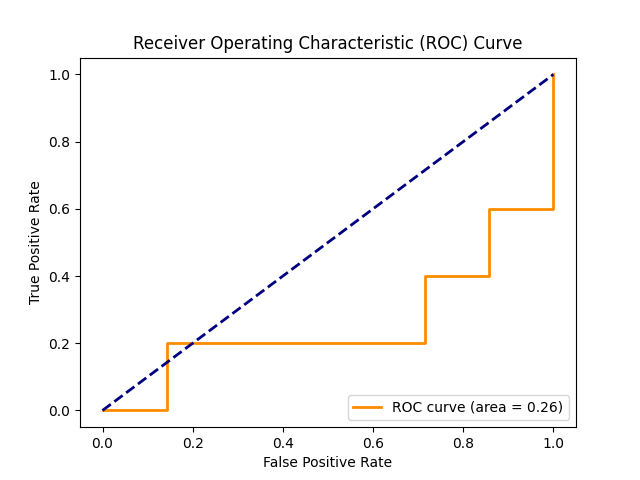 Receiver Operating Characteristic (ROC) Curve
1.0
0.8
0.6
0.4
0.2
0.0
True Positive Rate
ROC curve (area = 0.26)
0.0 0.2 0.4 0.6 0.8 1.0
False Positive Rate